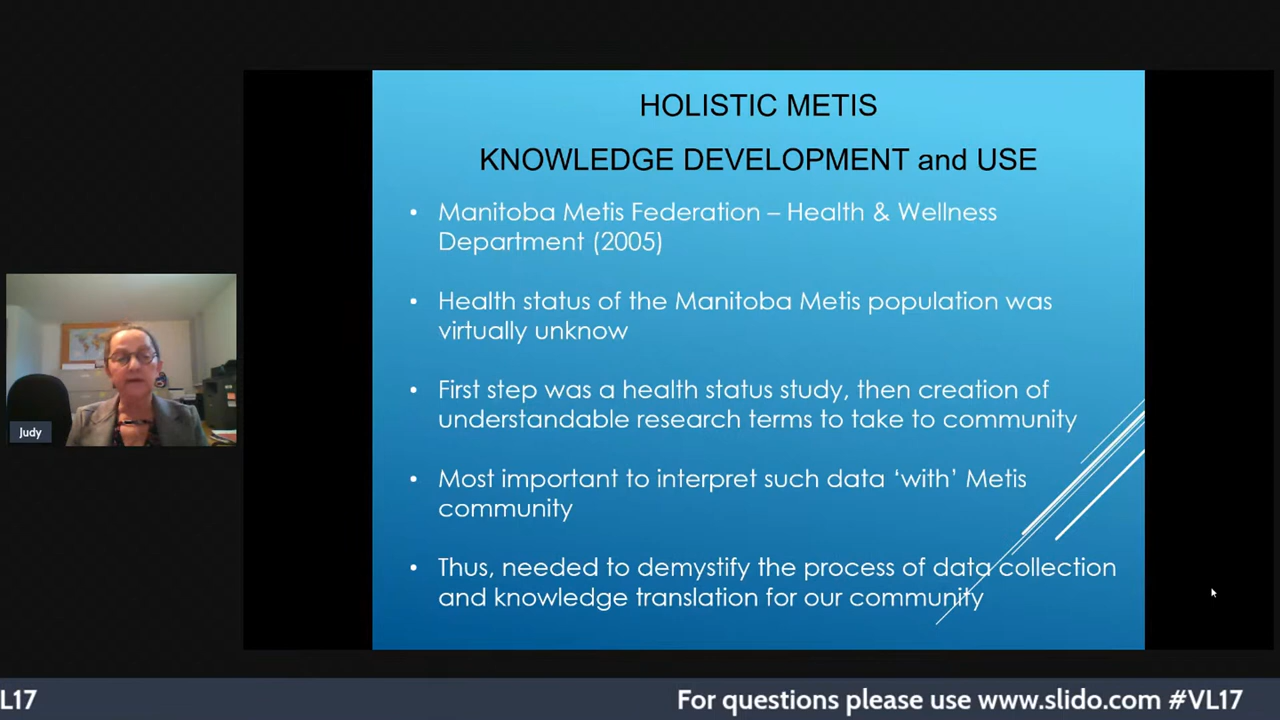 HOLISTIC METIS
KNOWLEDGE DEVELOPMENT and USE
• Manitoba Metis Federation – Health & Wellness
Department (2005)
• Health status of the Manitoba Metis population was
virtually unknow
• First step was a health status study, then creation of
understandable research terms to take to community
• Most important to interpret such data ‘with’ Metis
community
• Thus, needed to demystify the process of data collection
and knowledge translation for our community
Judy
L17
For questions please use www.slido.com #VL17